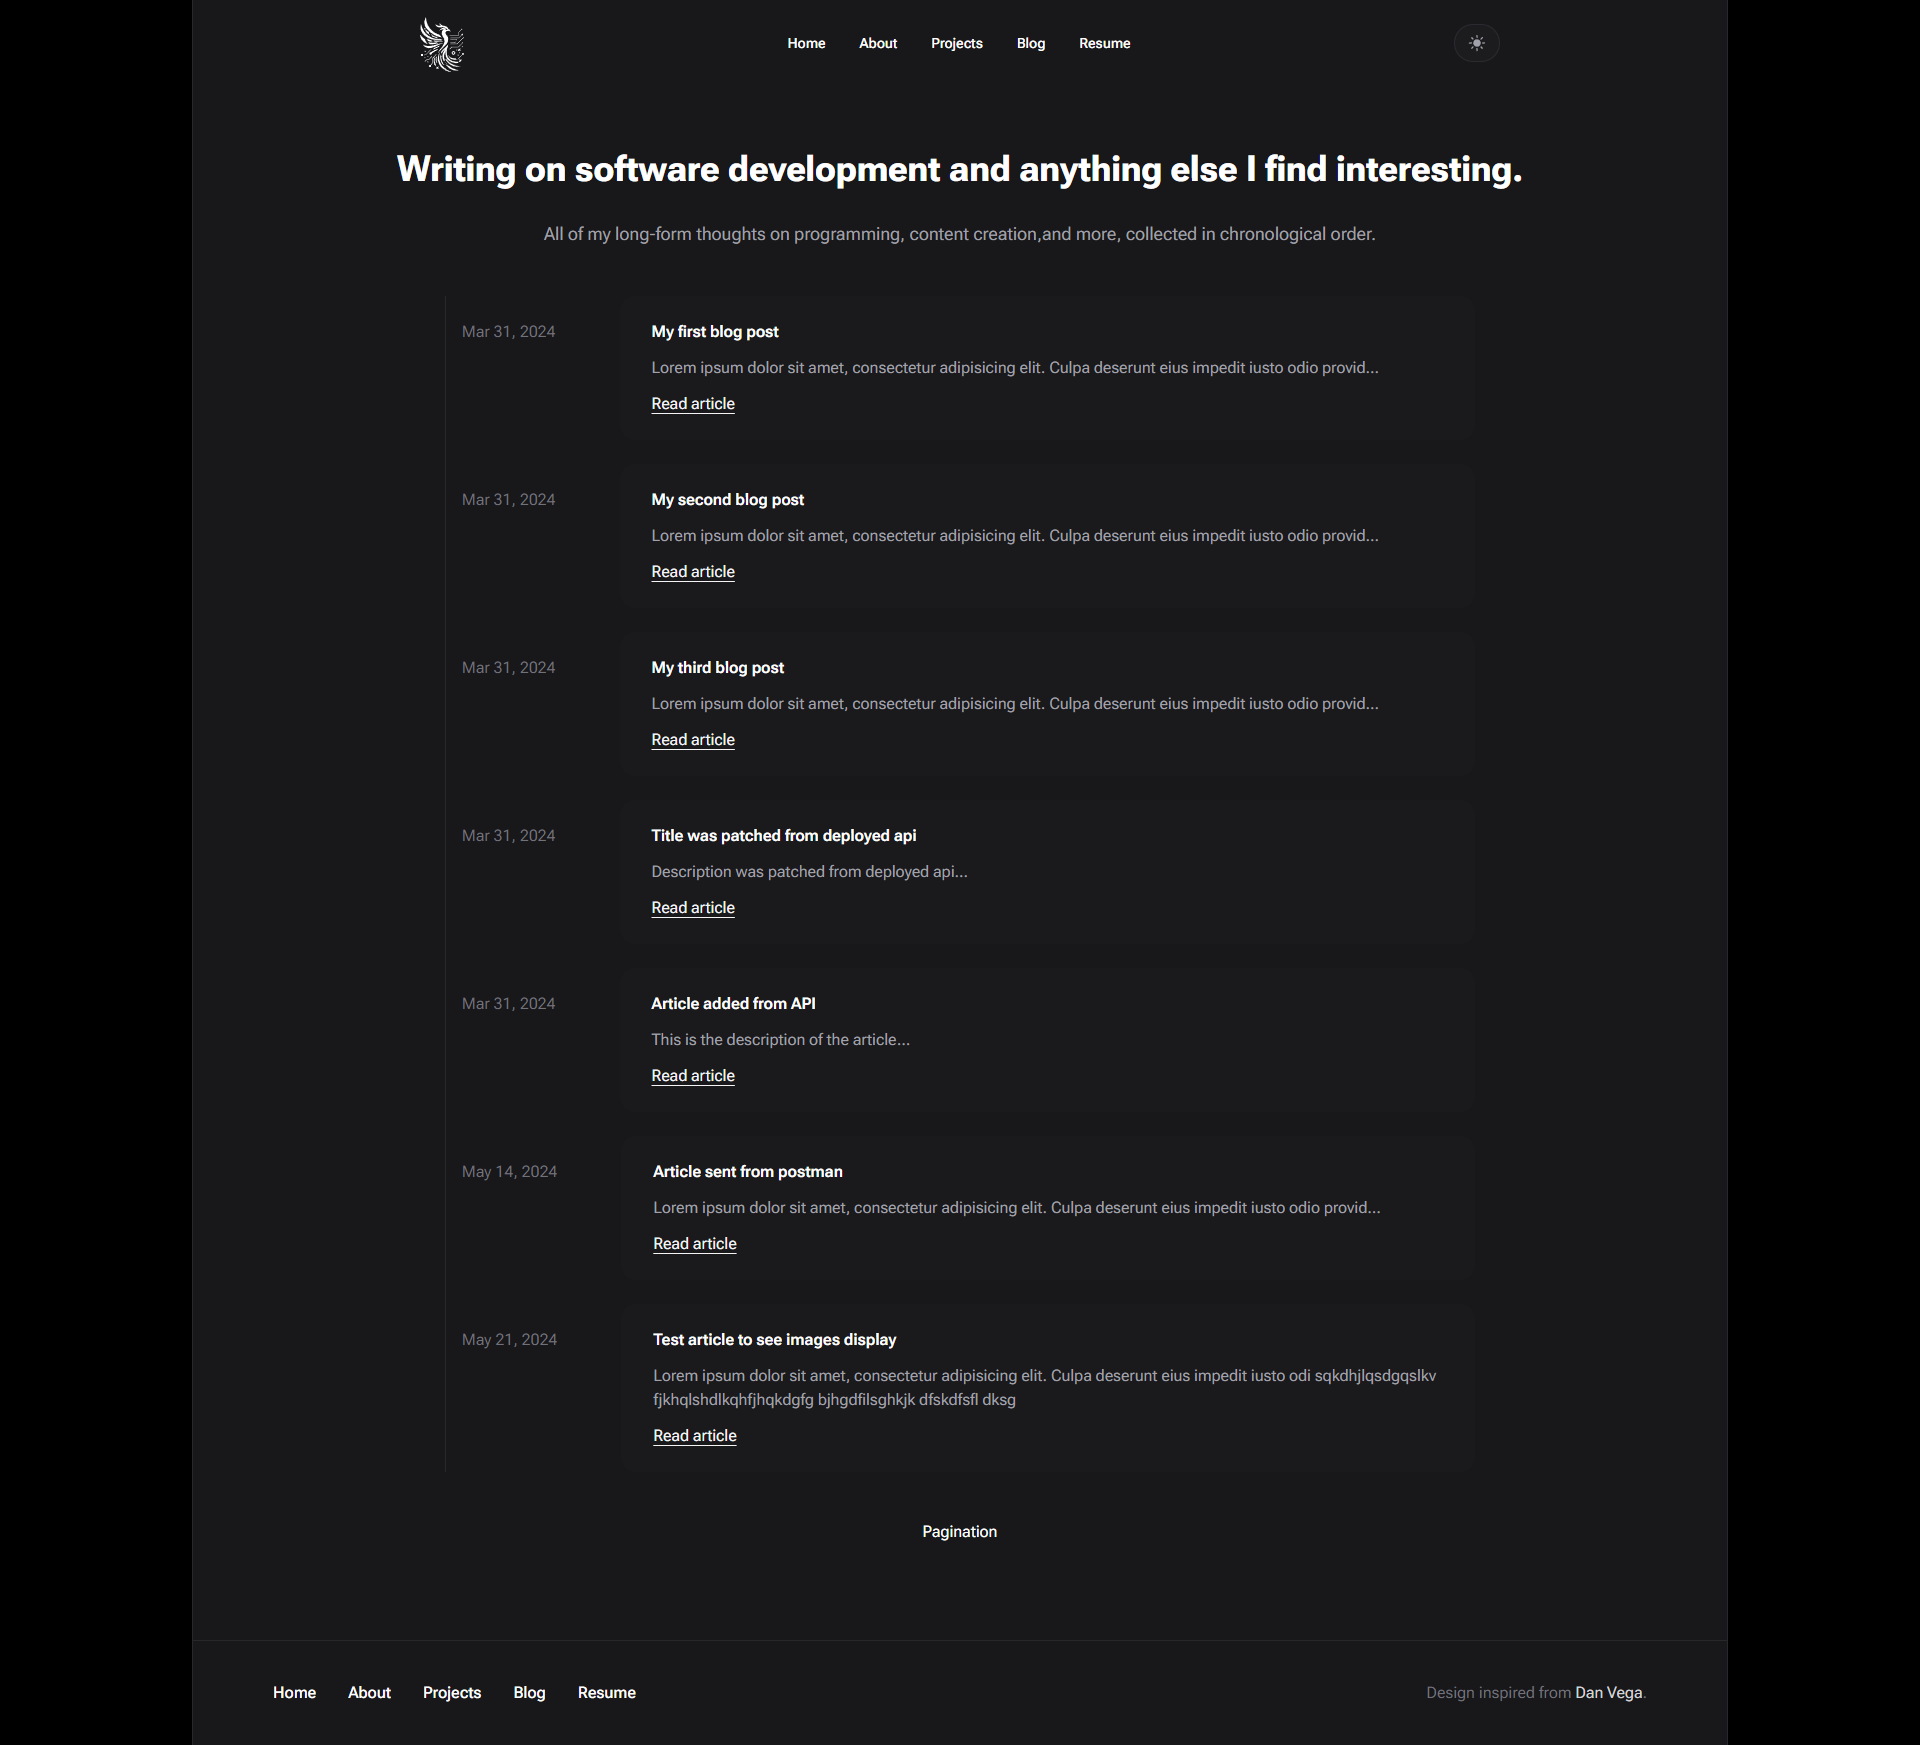 Home About Projects Blog Resume
Writing on software development and anything else I find interesting.
All of my long-form thoughts on programming, content creation,and more, collected in chronological order.
Mar 31, 2024
My first blog post
Lorem ipsum dolor sit amet, consectetur adipisicing elit. Culpa deserunt eius impedit iusto odio provid...
Read article
Mar 31, 2024
My second blog post
Lorem ipsum dolor sit amet, consectetur adipisicing elit. Culpa deserunt eius impedit iusto odio provid...
Read article
Mar 31, 2024
My third blog post
Lorem ipsum dolor sit amet, consectetur adipisicing elit. Culpa deserunt eius impedit iusto odio provid...
Read article
Mar 31, 2024
Title was patched from deployed api
Description was patched from deployed api...
Read article
Mar 31, 2024
Article added from API
This is the description of the article...
Read article
May 14, 2024
Article sent from postman
Lorem ipsum dolor sit amet, consectetur adipisicing elit. Culpa deserunt eius impedit iusto odio provid...
Read article
May 21, 2024
Test article to see images display
Lorem ipsum dolor sit amet, consectetur adipisicing elit. Culpa deserunt eius impedit iusto odi sqkdhjlqsdgqslkv
fjkhqlshdlkqhfjhqkdgfg bjhgdfilsghkjk dfskdfsfl dksg
Read article
Pagination
Home About Projects Blog Resume
Design inspired from Dan Vega.